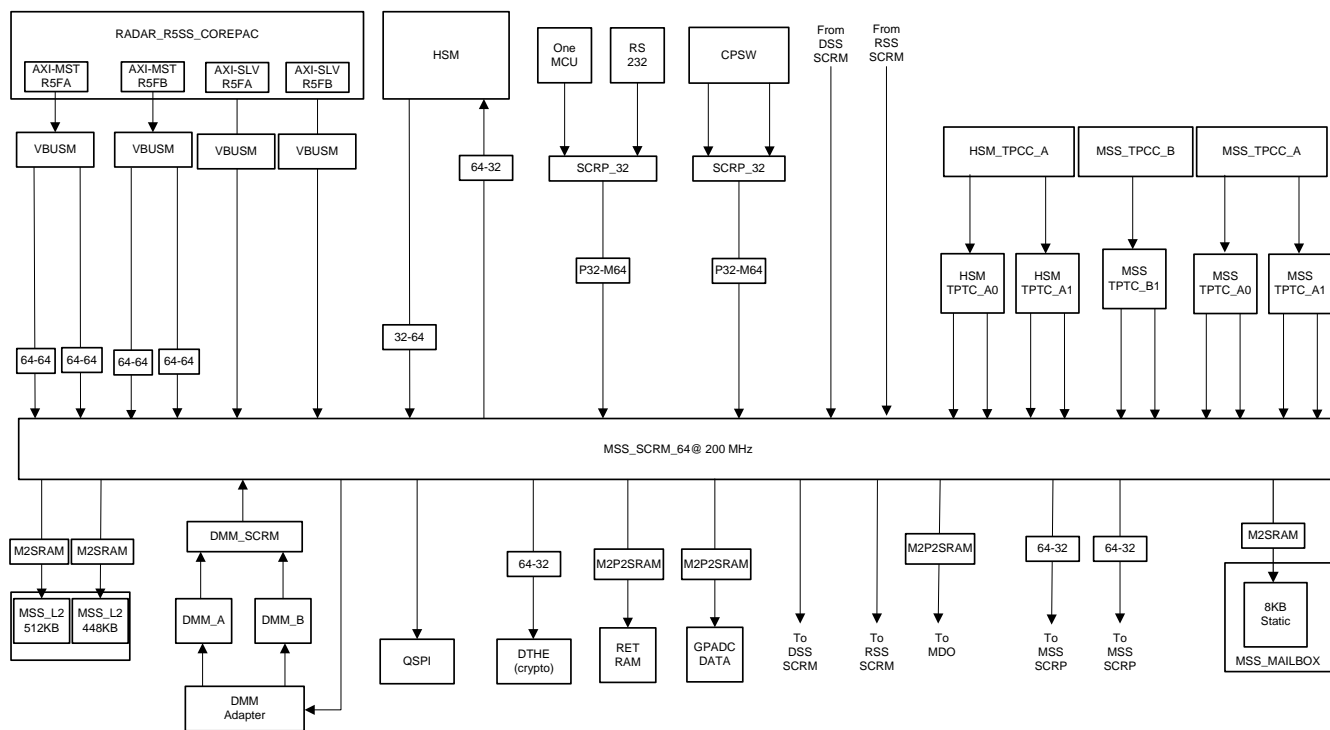 RADAR_R5SS_COREPAC
AXI-MST
R5FA
AXI-MST
R5FB
AXI-SLV
R5FA
AXI-SLV
R5FB
HSM
One
MCU
RS
232
CPSW
From
DSS
SCRM
From
RSS
SCRM
VBUSM
VBUSM
VBUSM
VBUSM
64-32
SCRP_32
SCRP_32
HSM_TPCC_A
MSS_TPCC_B
MSS_TPCC_A
P32-M64
P32-M64
HSM
TPTC_A0
HSM
TPTC_A1
MSS
TPTC_B1
MSS
TPTC_A0
MSS
TPTC_A1
64-64
64-64
64-64
64-64
32-64
MSS_SCRM_64@ 200 MHz
M2SRAM
M2SRAM
MSS_L2
512KB
MSS_L2
448KB
DMM_SCRM
DMM_A
DMM_B
DMM
Adapter
QSPI
64-32
DTHE
(crypto)
M2P2SRAM
RET
RAM
M2P2SRAM
GPADC
DATA
To
DSS
SCRM
To
RSS
SCRM
M2P2SRAM
To
MDO
64-32
To
MSS
SCRP
64-32
To
MSS
SCRP
M2SRAM
8KB
Static
MSS_MAILBOX